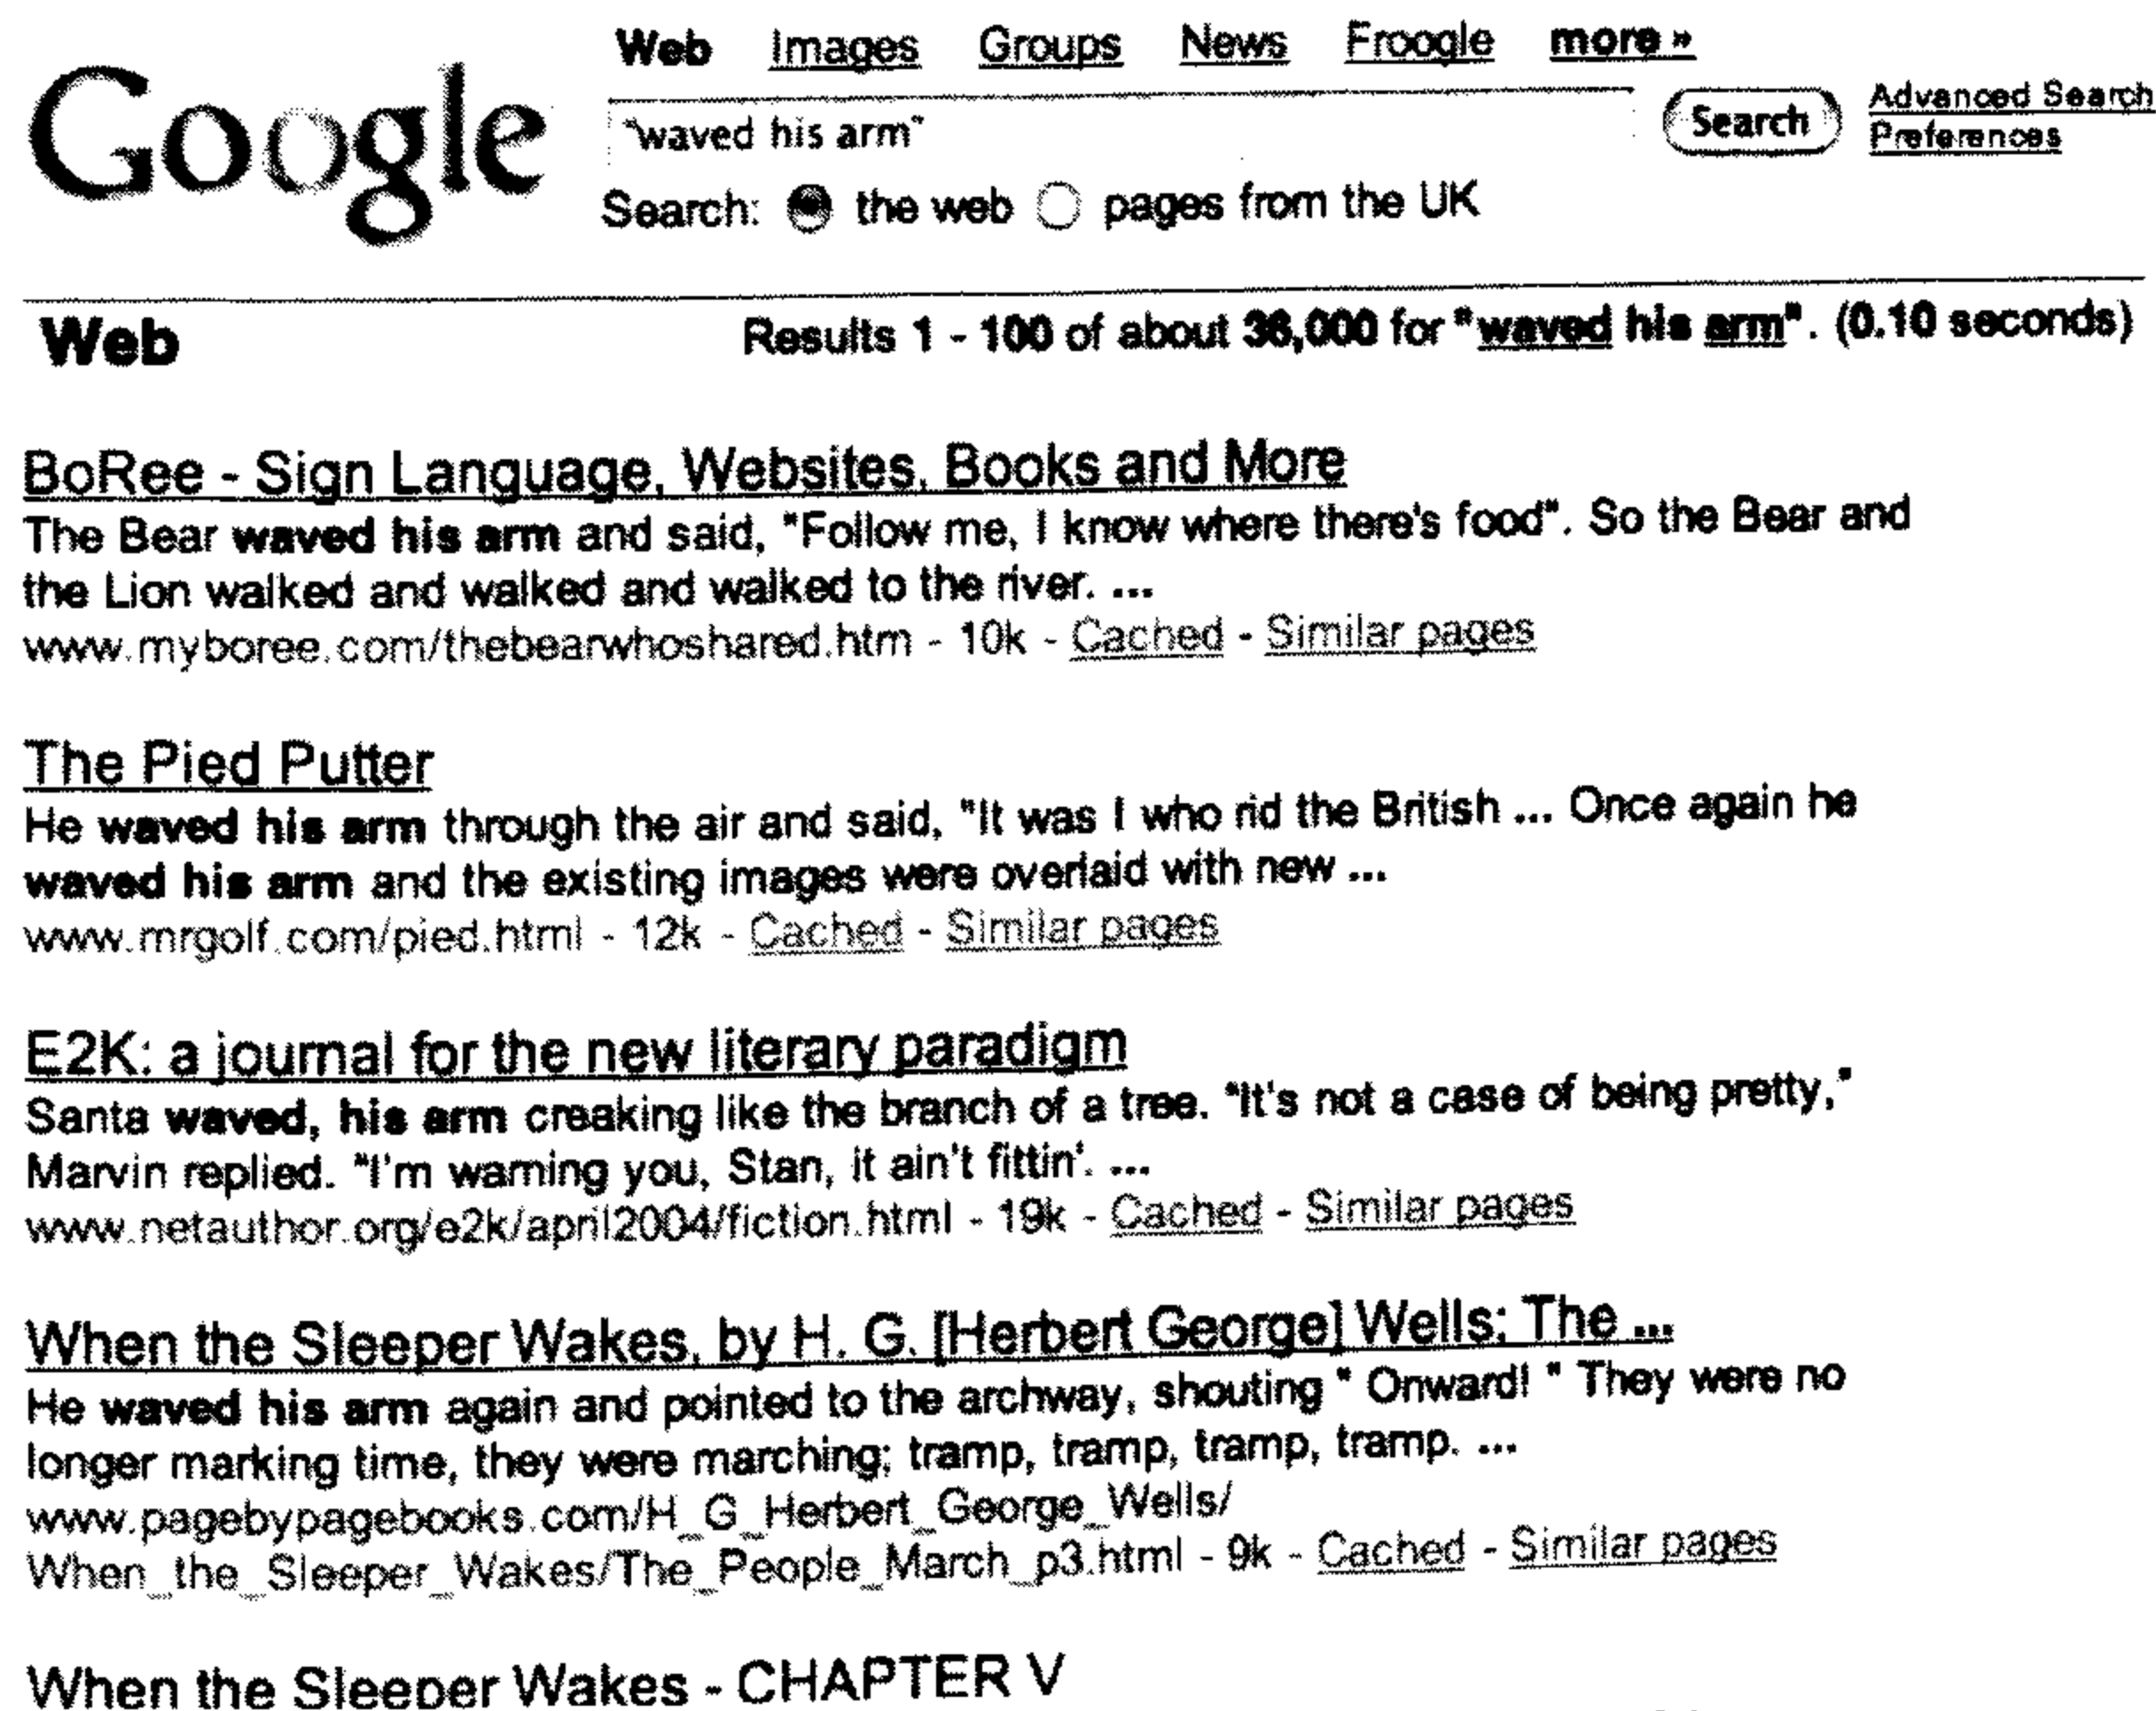 Google
Web Images Groups News Froogle more »
"waved his arm"
Search
Advanced Search
Preferences
Search: the web pages from the UK
Web Results 1 - 100 of about 36,000 for "waved his arm". (0.10 seconds)
BoRee - Sign Language, Websites, Books and More
The Bear waved his arm and said, "Follow me, I know where there's food". So the Bear and
the Lion walked and walked and walked to the river. ...
www.myboree.com/thebearwhoshared.htm - 10k - Cached - Similar pages
The Pied Putter
He waved his arm through the air and said, "It was I who rid the British ... Once again he
waved his arm and the existing images were overlaid with new ...
www.mrgolf.com/pied.html - 12k - Cached - Similar pages
E2K: a journal for the new literary paradigm
Santa waved, his arm creaking like the branch of a tree. "It's not a case of being pretty,"
Marvin replied. "I'm warning you, Stan, it ain't fittin'. ...
www.netauthor.org/e2k/april2004/fiction.html - 19k - Cached - Similar pages
When the Sleeper Wakes, by H. G. [Herbert George] Wells; The ...
He waved his arm again and pointed to the archway, shouting " Onward! " They were no
longer marking time, they were marching; tramp, tramp, tramp, tramp. ...
www.pagebypagebooks.com/H_G_Herbert_George_Wells/
When_the_Sleeper_Wakes/The_People_March_p3.html - 9k - Cached - Similar pages
When the Sleeper Wakes - CHAPTER V